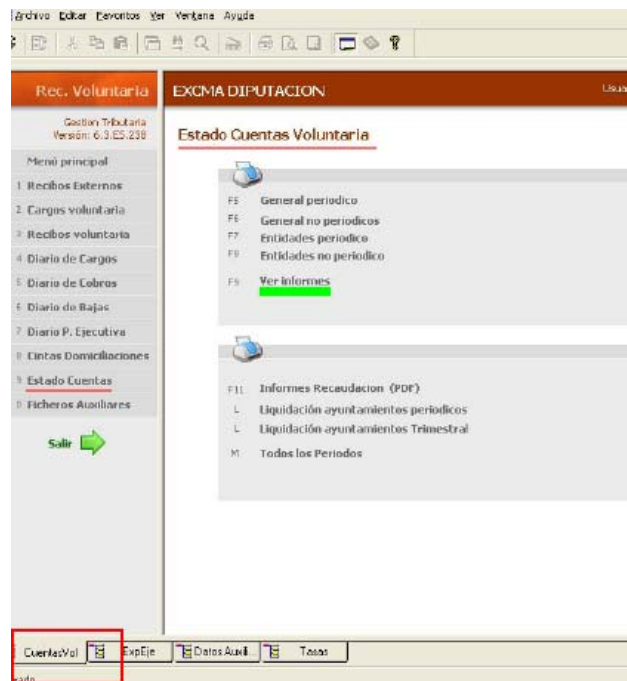 Archivo Editar Favoritos Ver Ventana Ayuda
Rec. Voluntaria
EXCMA DIPUTACION
Usua
Gestion Tributaria
Versión: 6.3.E5.238
Estado Cuentas Voluntaria
Menú principal
1 Recibos Externos
2 Cargos voluntaria
3 Recibos voluntaria
4 Diario de Cargos
5 Diario de Cobros
6 Diario de Bajas
7 Diario P. Ejecutiva
8 Cintas Domiciliaciones
9 Estado Cuentas
0 Ficheros Auxiliares
Salir
F5 General periodico
F6 General no periodicos
F7 Entidades periodico
F8 Entidades no periodico
F9 Ver informes
F11 Informes Recaudacion (PDF)
L Liquidación ayuntamientos periodicos
L Liquidación ayuntamientos Trimestral
M Todos los Periodos
CuentasVol ExpEje Datos Auxili... Tasas